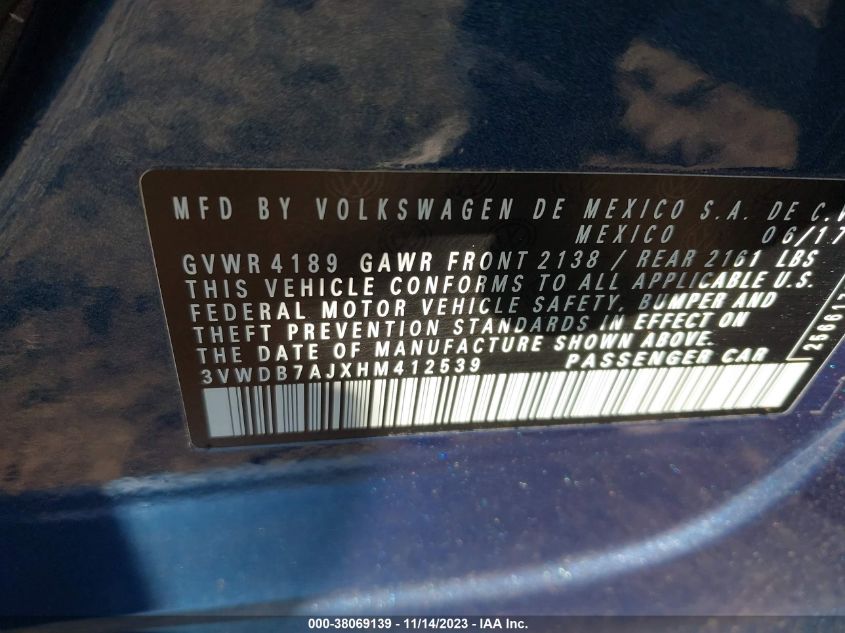 MFD BY VOLKSWAGEN DE MEXICO S.A. DE C.V
MEXICO 06/17
GVWR 4189 GAWR FRONT 2138 / REAR 2161 LBS
THIS VEHICLE CONFORMS TO ALL APPLICABLE U.S.
FEDERAL MOTOR VEHICLE SAFETY, BUMPER AND
THEFT PREVENTION STANDARDS IN EFFECT ON
THE DATE OF MANUFACTURE SHOWN ABOVE.
3VWDB7AJXHM412539 PASSENGER CAR
000-38069139 - 11/14/2023 - IAA Inc.